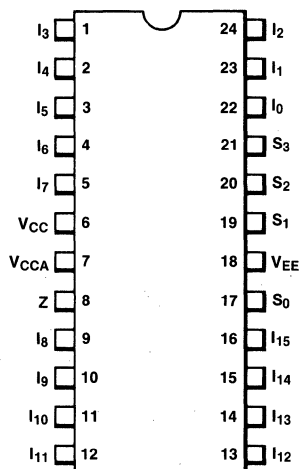 I3 1 24 I2
I4 2 23 I1
I5 3 22 I0
I6 4 21 S3
I7 5 20 S2
VCC 6 19 S1
VCCA 7 18 VEE
Z 8 17 S0
I8 9 16 I15
I9 10 15 I14
I10 11 14 I13
I11 12 13 I12